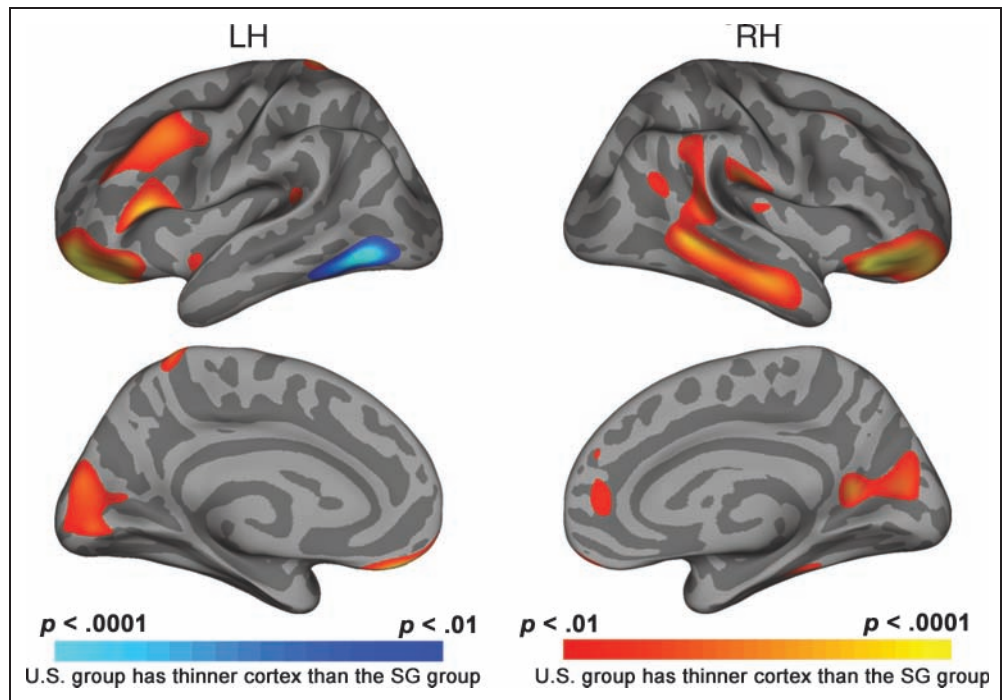 LH RH
p < .0001 p < .01 p < .01 p < .0001
U.S. group has thinner cortex than the SG group U.S. group has thinner cortex than the SG group